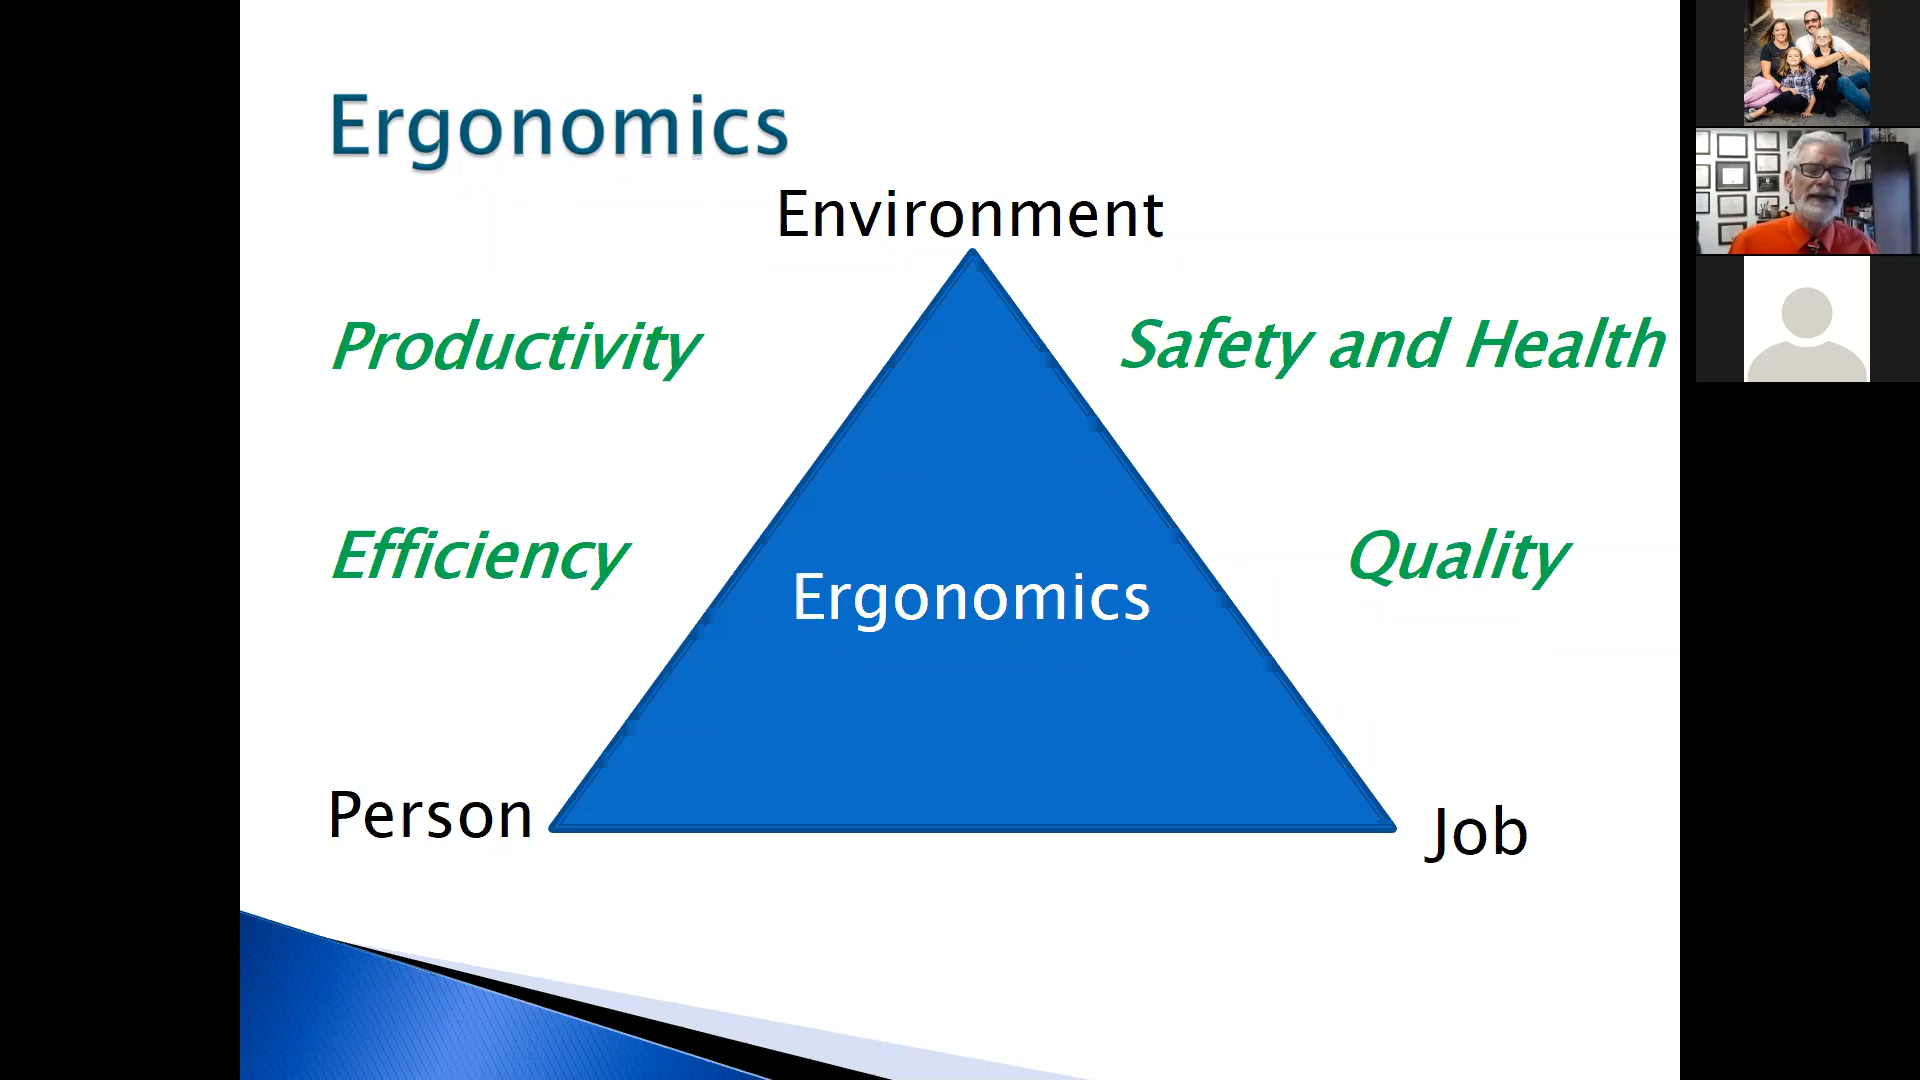 Ergonomics
Environment
Productivity
Safety and Health
Efficiency
Quality
Ergonomics
Person
Job